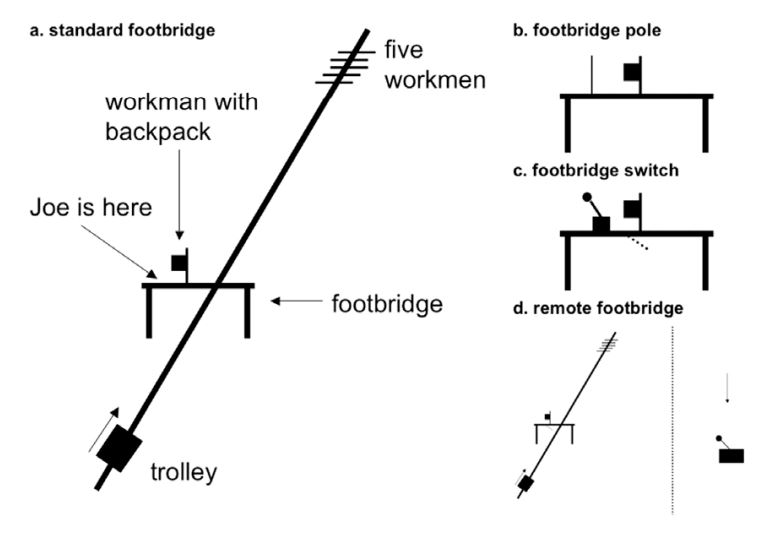 a. standard footbridge
five
workmen
workman with
backpack
Joe is here
footbridge
trolley
b. footbridge pole
c. footbridge switch
d. remote footbridge